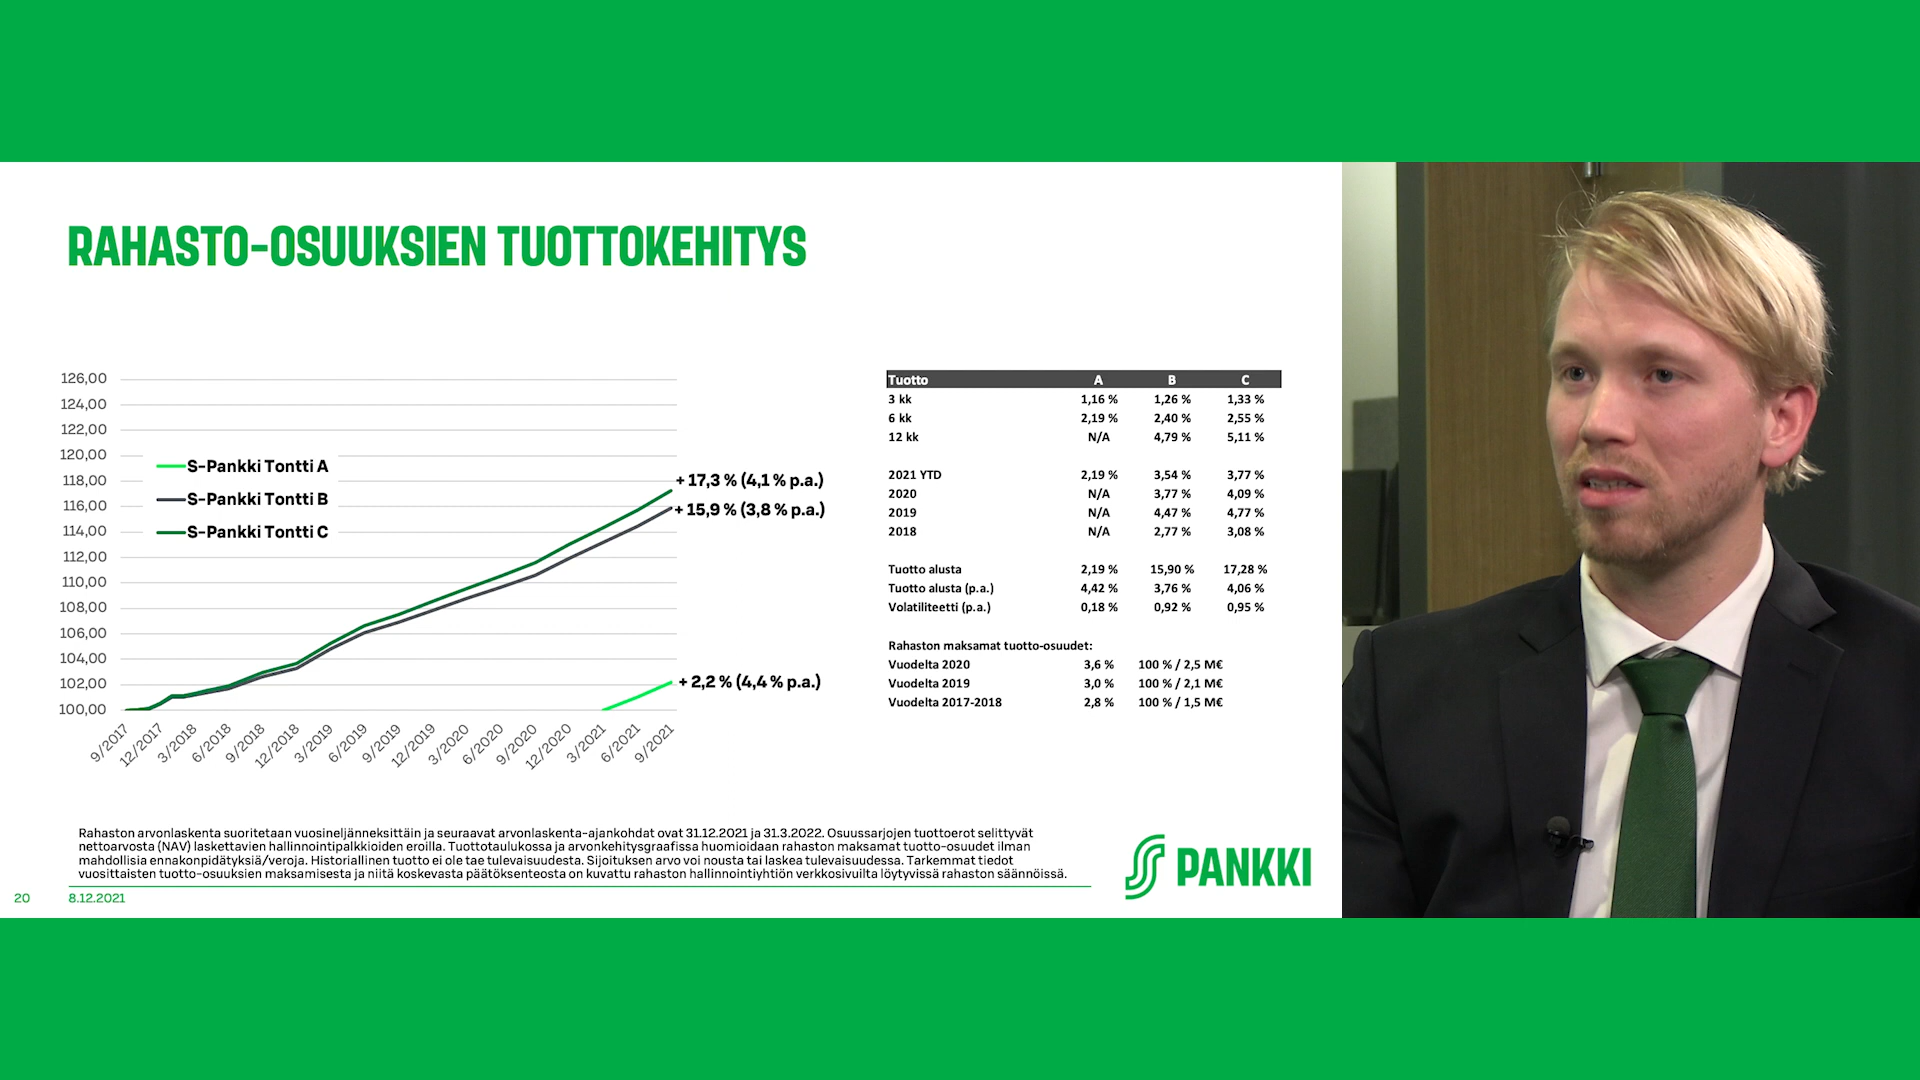 RAHASTO-OSUUKSIEN TUOTTOKEHITYS
126,00
124,00
122,00
120,00
118,00
116,00
114,00
112,00
110,00
108,00
106,00
104,00
102,00
100,00
S-Pankki Tontti A
S-Pankki Tontti B
S-Pankki Tontti C
+ 17,3 % (4,1 % p.a.)
+ 15,9 % (3,8 % p.a.)
+ 2,2 % (4,4 % p.a.)
9/2017 12/2017 3/2018 6/2018 9/2018 12/2018 3/2019 6/2019 9/2019 12/2019 3/2020 6/2020 9/2020 12/2020 3/2021 6/2021 9/2021
Tuotto A B C
3 kk 1,16 % 1,26 % 1,33 %
6 kk 2,19 % 2,40 % 2,55 %
12 kk N/A 4,79 % 5,11 %
2021 YTD 2,19 % 3,54 % 3,77 %
2020 N/A 3,77 % 4,09 %
2019 N/A 4,47 % 4,77 %
2018 N/A 2,77 % 3,08 %
Tuotto alusta 2,19 % 15,90 % 17,28 %
Tuotto alusta (p.a.) 4,42 % 3,76 % 4,06 %
Volatiliteetti (p.a.) 0,18 % 0,92 % 0,95 %
Rahaston maksamat tuotto-osuudet:
Vuodelta 2020 3,6 % 100 % / 2,5 M€
Vuodelta 2019 3,0 % 100 % / 2,1 M€
Vuodelta 2017-2018 2,8 % 100 % / 1,5 M€
Rahaston arvonlaskenta suoritetaan vuosineljänneksittäin ja seuraavat arvonlaskenta-ajankohdat ovat 31.12.2021 ja 31.3.2022. Osuussarjojen tuottoerot selittyvät
nettoarvosta (NAV) laskettavien hallinnointipalkkioiden eroilla. Tuottotaulukossa ja arvonkehitysgraafissa huomioidaan rahaston maksamat tuotto-osuudet ilman
mahdollisia ennakonpidätyksiä/veroja. Historiallinen tuotto ei ole tae tulevaisuudesta. Sijoituksen arvo voi nousta tai laskea tulevaisuudessa. Tarkemmat tiedot
vuosittaisten tuotto-osuuksien maksamisesta ja niitä koskevasta päätöksenteosta on kuvattu rahaston hallinnointiyhtiön verkkosivuilta löytyvissä rahaston säännöissä.
S PANKKI
20 8.12.2021